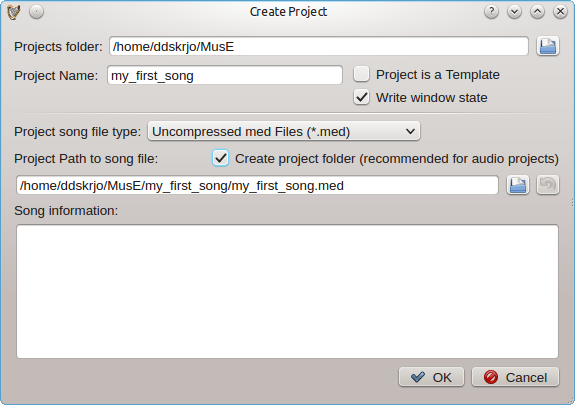 Create Project
Projects folder: /home/ddskrjo/MusE
Project Name: my_first_song Project is a Template
Write window state
Project song file type: Uncompressed med Files (*.med)
Project Path to song file: Create project folder (recommended for audio projects)
/home/ddskrjo/MusE/my_first_song/my_first_song.med
Song information:
OK Cancel